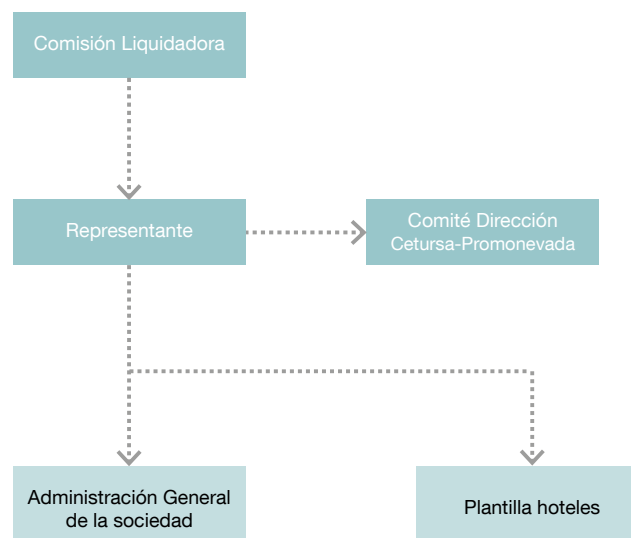 Comisión Liquidadora
Representante
Comité Dirección
Cetursa-Promonevada
Administración General
de la sociedad
Plantilla hoteles